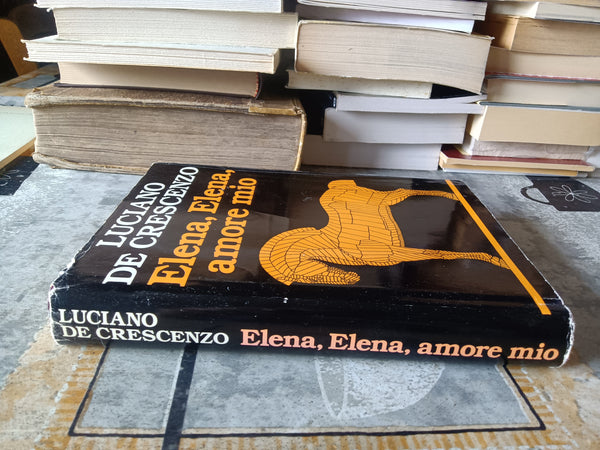 LUCIANO
DE CRESCENZO
Elena, Elena,
amore mio
LUCIANO
DE CRESCENZO
Elena, Elena, amore mio